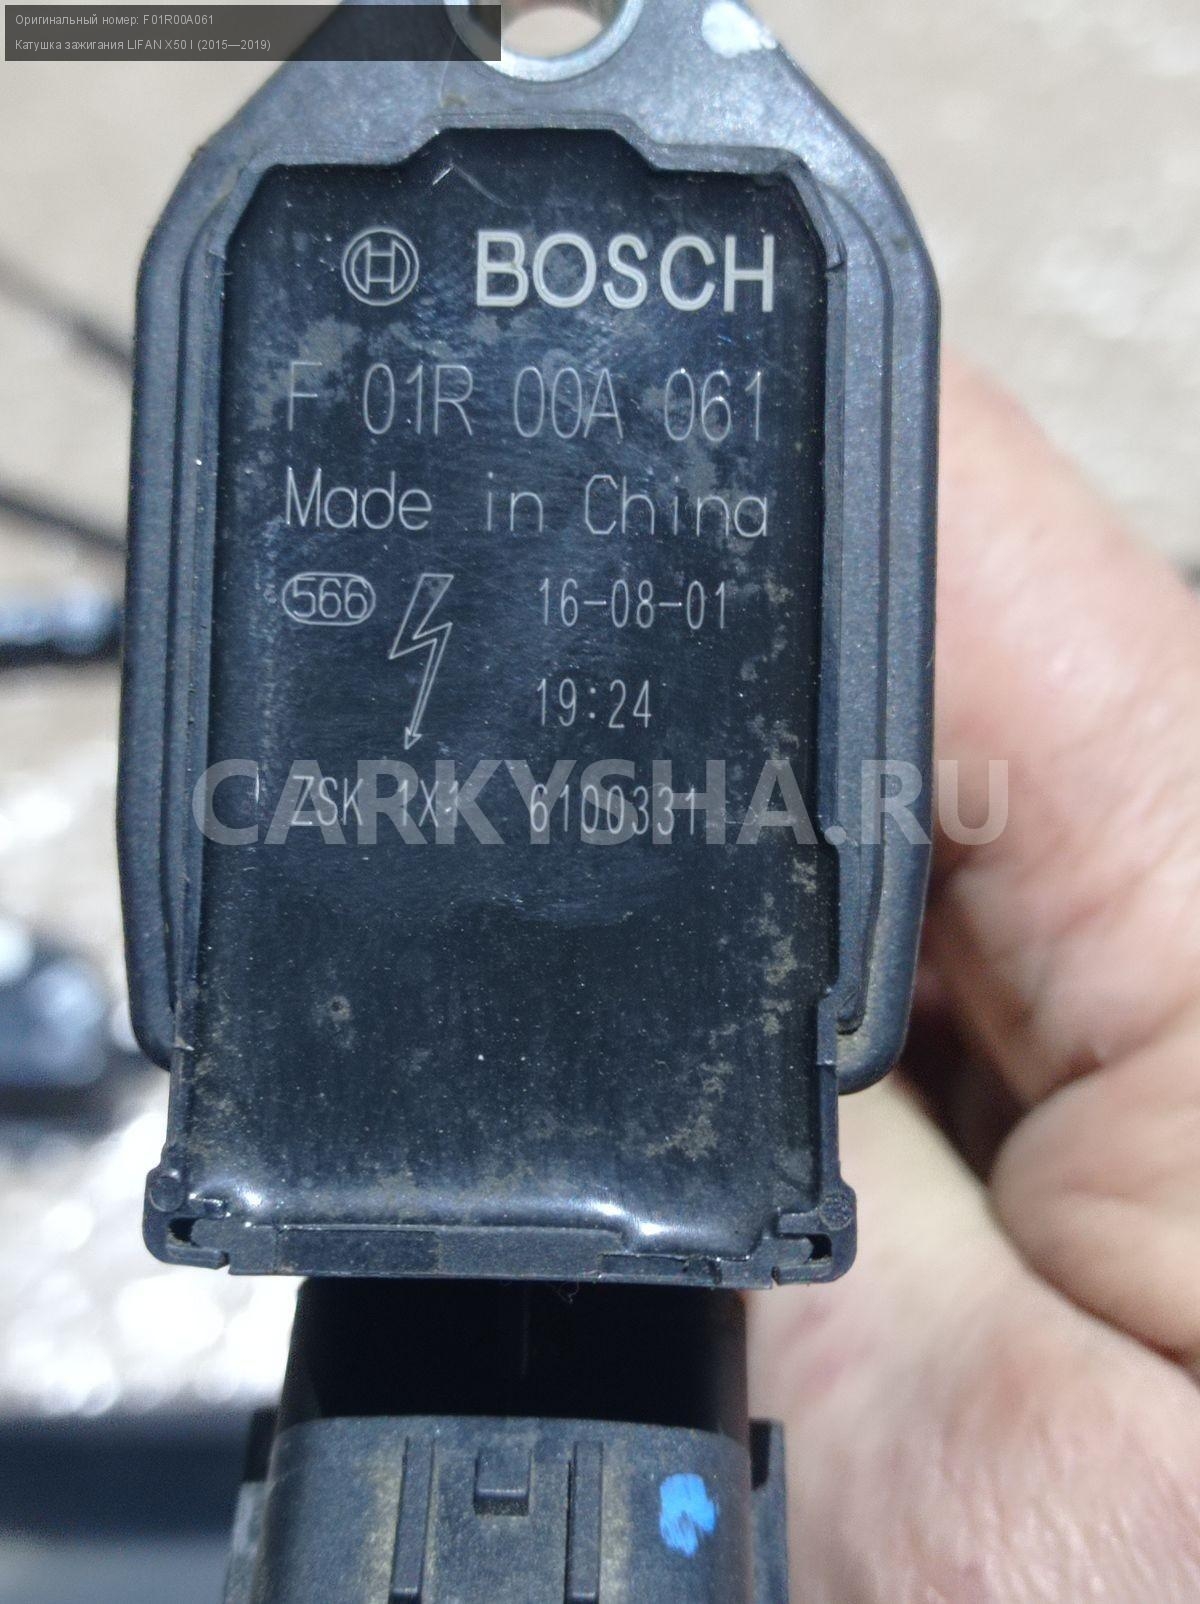 Оригинальный номер: F01R00A061
Катушка зажигания LIFAN X50 I (2015—2019)
BOSCH
F 01R 00A 061
Made in China
566 16-08-01
19:24
ZSK 1X1 6100331
CARKYSHA.RU